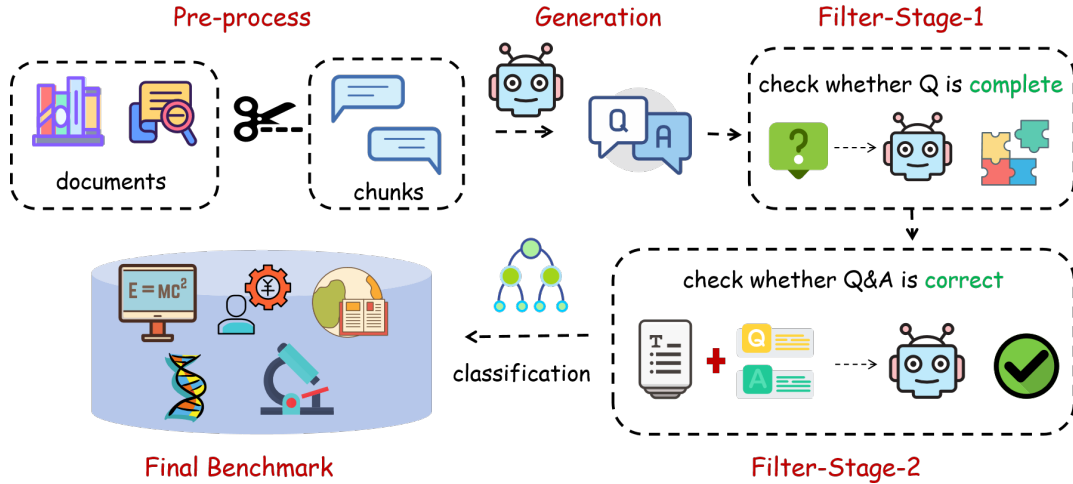 Pre-process
Generation
Filter-Stage-1
documents
chunks
Q
A
check whether Q is complete
?
check whether Q&A is correct
T
Q
A
classification
E=MC²
¥
Final Benchmark
Filter-Stage-2